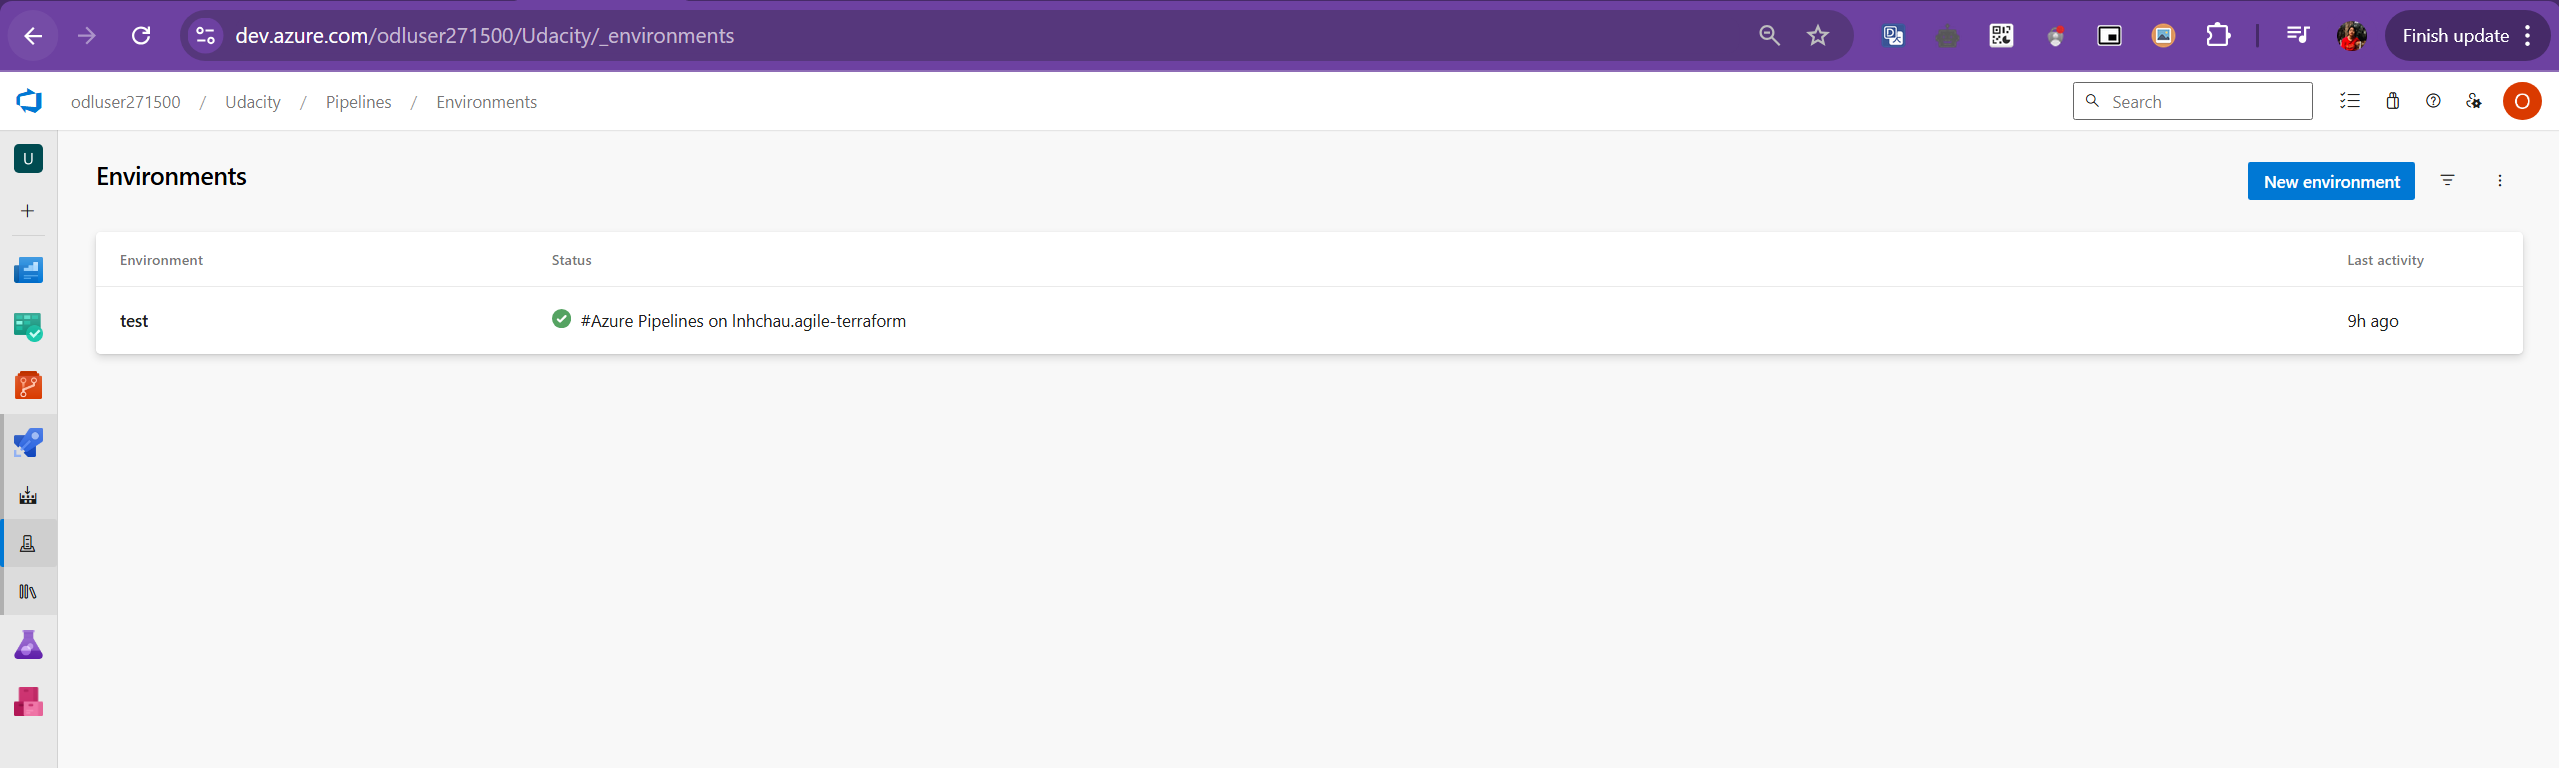 dev.azure.com/odluser271500/Udacity/_environments
Finish update
odluser271500 / Udacity / Pipelines / Environments
Search
O
U
Environments
New environment
Environment Status Last activity
test #Azure Pipelines on lnhchau.agile-terraform 9h ago